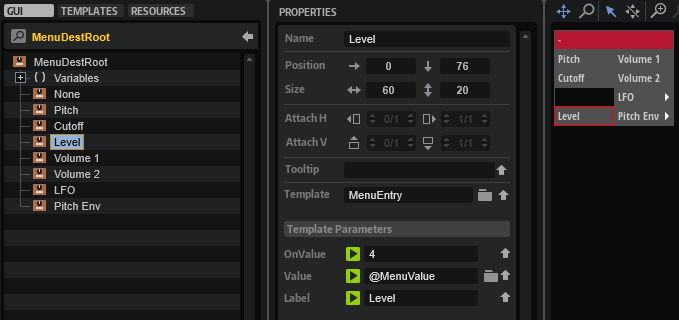 GUI TEMPLATES RESOURCES
MenuDestRoot
MenuDestRoot
( ) Variables
None
Pitch
Cutoff
Level
Volume 1
Volume 2
LFO
Pitch Env
PROPERTIES
Name Level
Position 0 76
Size 60 20
Attach H 0/1 1/1
Attach V 0/1 1/1
Tooltip
Template MenuEntry
Template Parameters
OnValue 4
Value @MenuValue
Label Level
-
Pitch Volume 1
Cutoff Volume 2
LFO
Level Pitch Env